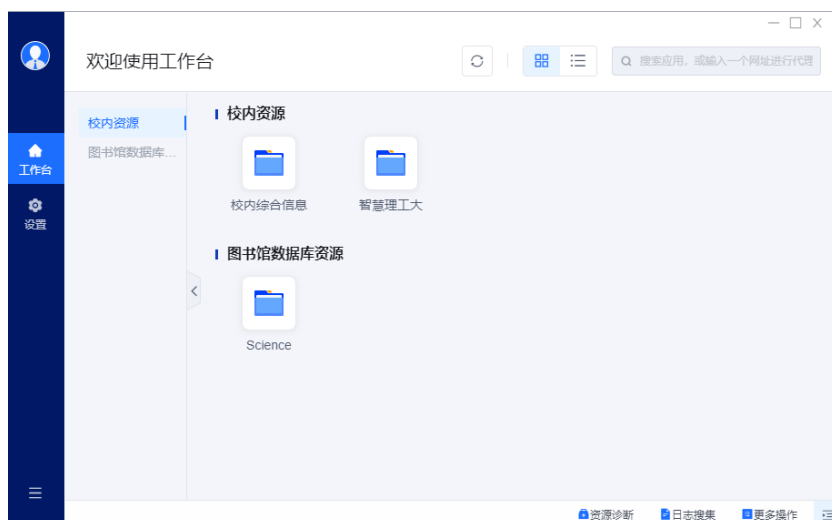 欢迎使用工作台
搜索应用，或输入一个网址进行代理
工作台
设置
校内资源
图书馆数据库...
校内资源
校内综合信息
智慧理工大
图书馆数据库资源
Science
资源诊断
日志搜集
更多操作